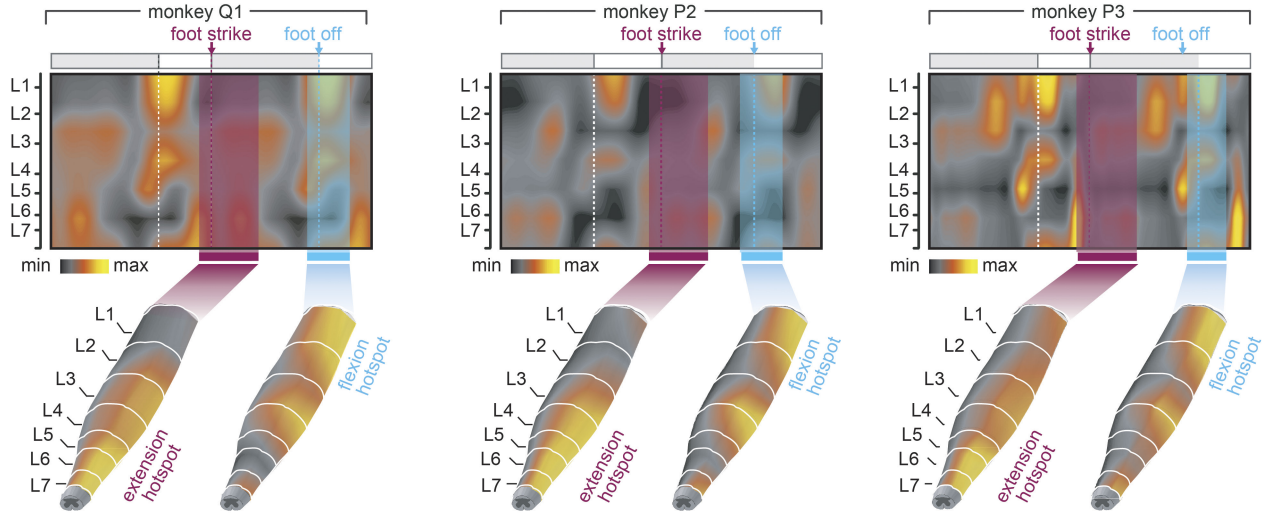 monkey Q1
foot strike
foot off
L1
L2
L3
L4
L5
L6
L7
min
max
L1
L2
L3
L4
L5
L6
L7
extension
hotspot
flexion
hotspot
monkey P2
foot strike
foot off
L1
L2
L3
L4
L5
L6
L7
min
max
L1
L2
L3
L4
L5
L6
L7
extension
hotspot
flexion
hotspot
monkey P3
foot strike
foot off
L1
L2
L3
L4
L5
L6
L7
min
max
L1
L2
L3
L4
L5
L6
L7
extension
hotspot
flexion
hotspot